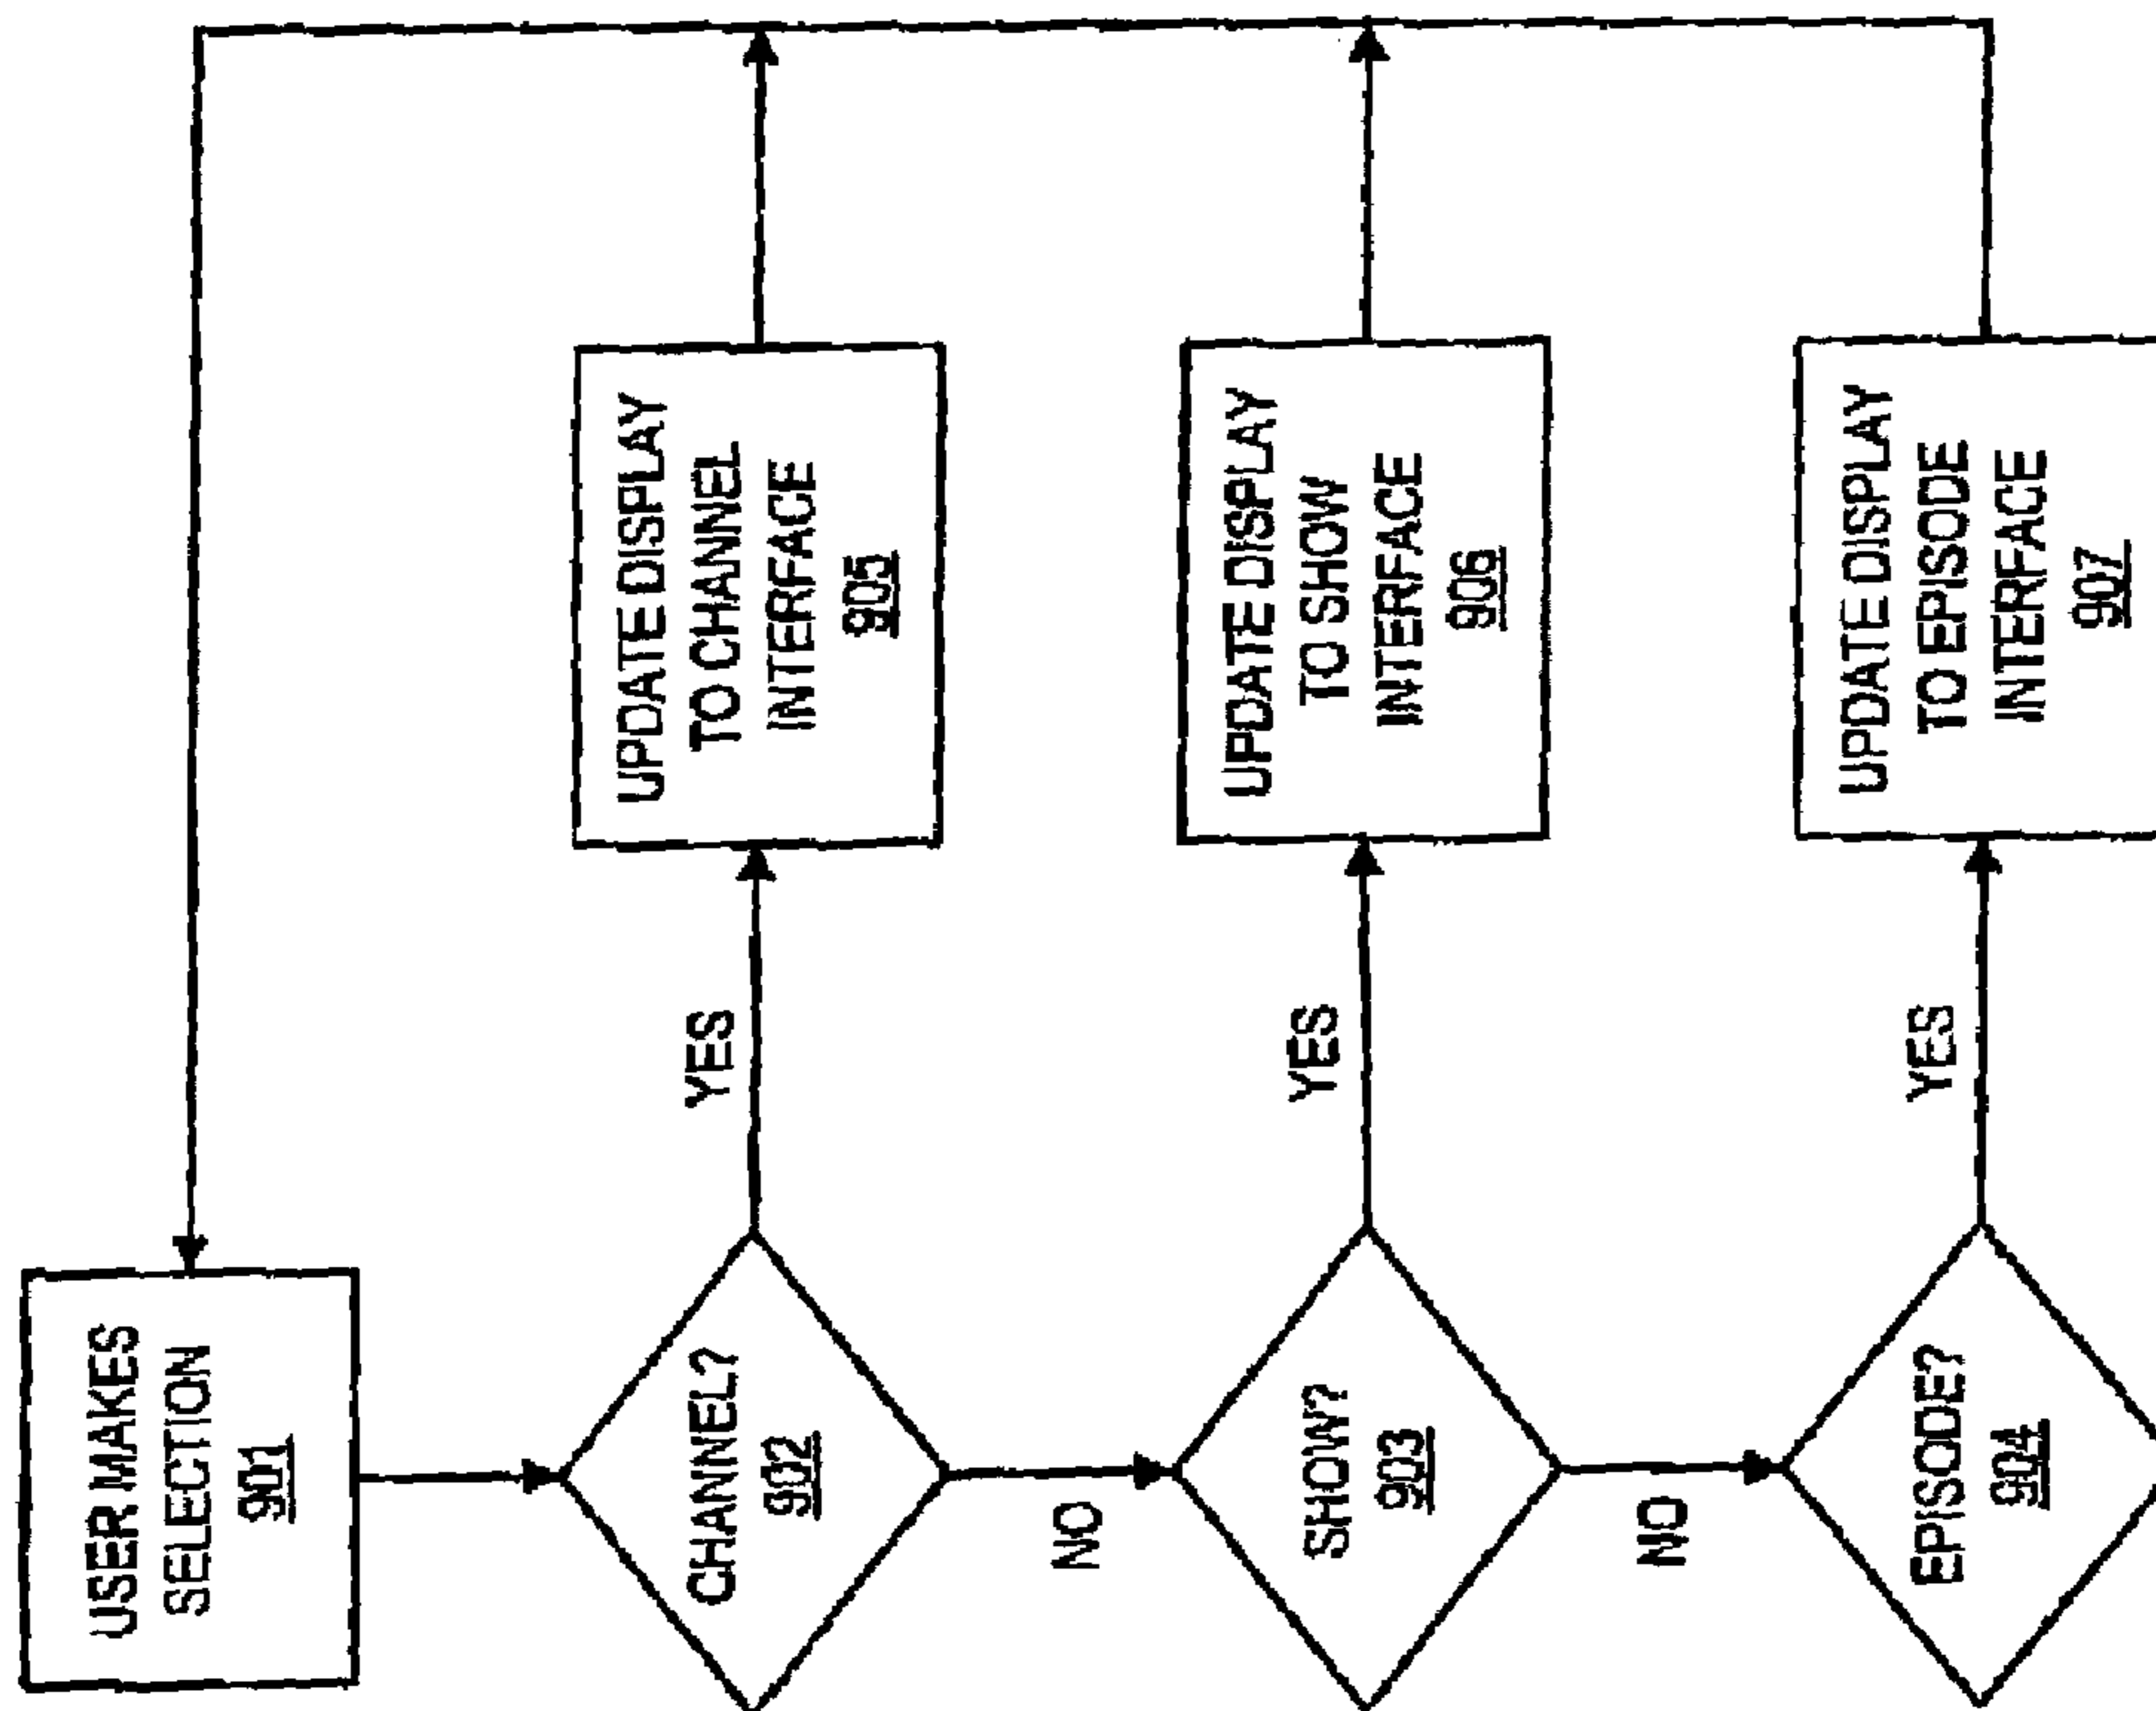 USER MAKES
SELECTION
901
CHANNEL?
902
YES
UPDATE DISPLAY
TO CHANNEL
INTERFACE
905
NO
SHOW?
903
YES
UPDATE DISPLAY
TO SHOW
INTERFACE
906
NO
EPISODE?
904
YES
UPDATE DISPLAY
TO EPISODE
INTERFACE
907